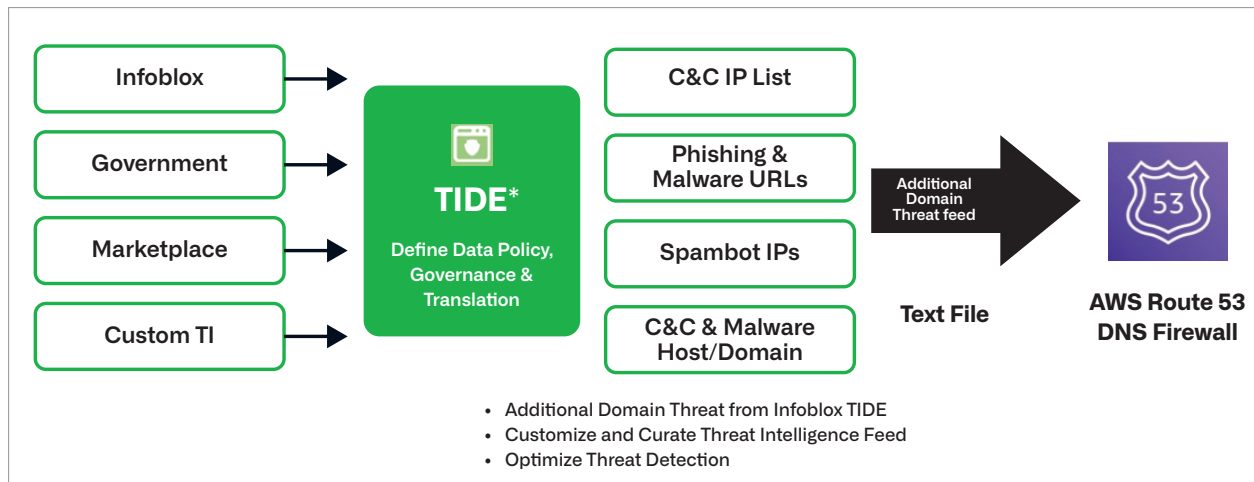 Infoblox
Government
Marketplace
Custom TI
TIDE*
Define Data Policy,
Governance &
Translation
C&C IP List
Phishing &
Malware URLs
Spambot IPs
C&C & Malware
Host/Domain
Additional
Domain
Threat feed
Text File
53
AWS Route 53
DNS Firewall
• Additional Domain Threat from Infoblox TIDE
• Customize and Curate Threat Intelligence Feed
• Optimize Threat Detection